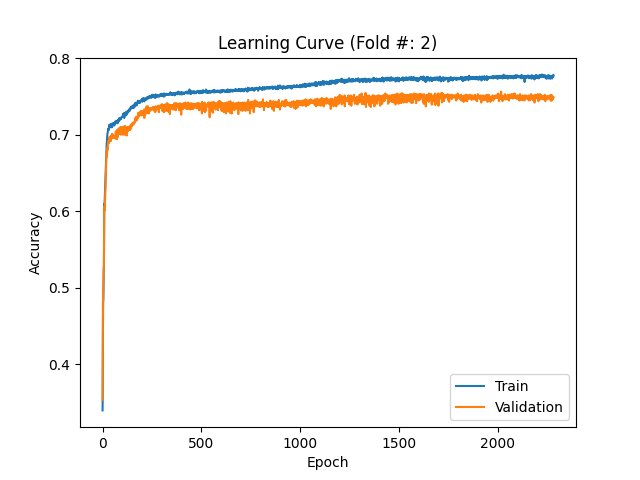 Learning Curve (Fold #: 2)
0.8
0.7
0.6
0.5
0.4
Accuracy
0
500
1000
1500
2000
Epoch
Train
Validation